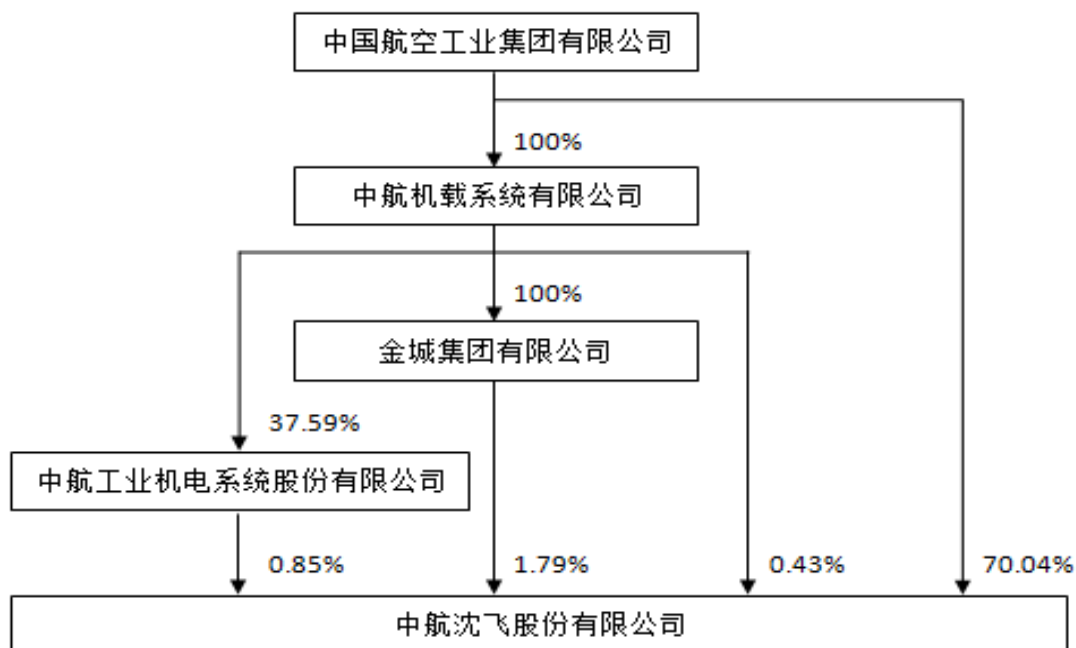 中国航空工业集团有限公司
100%
中航机载系统有限公司
100%
金城集团有限公司
37.59%
中航工业机电系统股份有限公司
0.85%
1.79%
0.43%
70.04%
中航沈飞股份有限公司